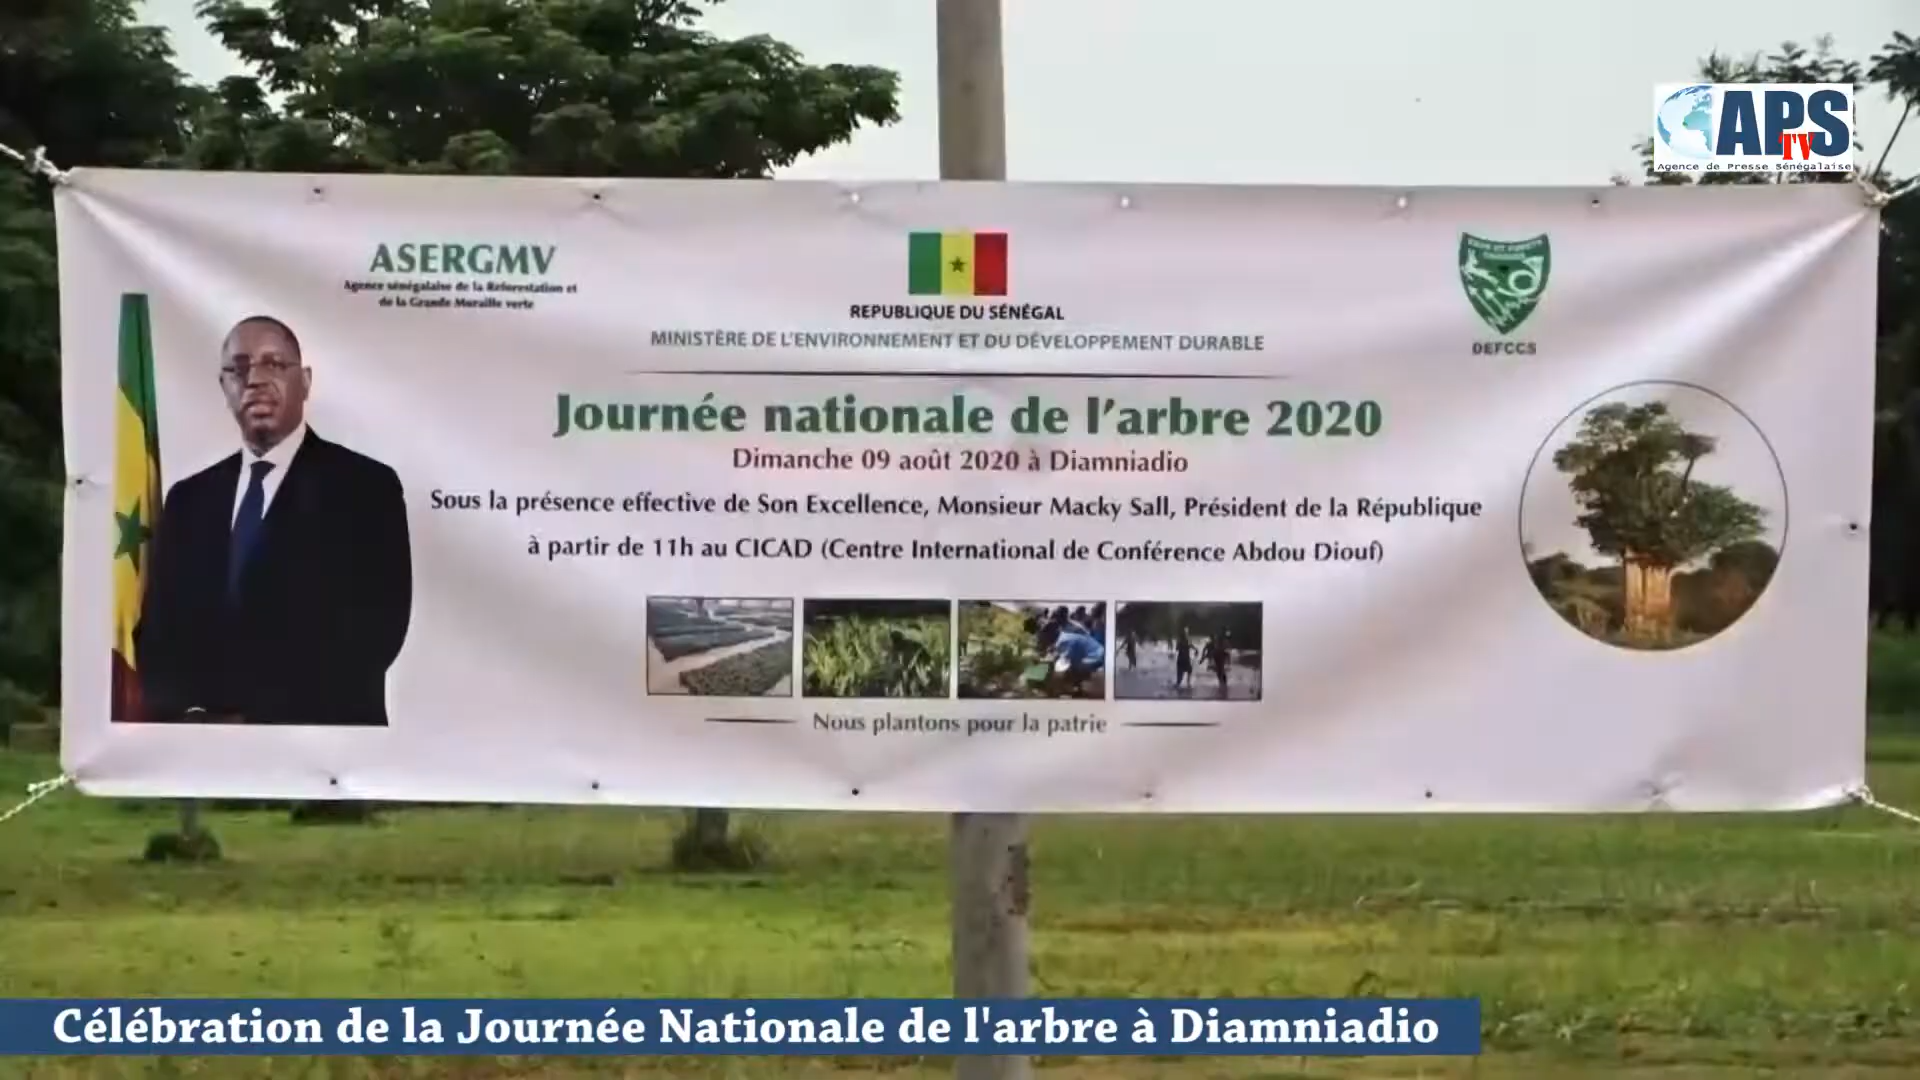 APS
TV
Agence de Presse Sénégalaise
ASERGMV
Agence sénégalaise de la Reforestation et
de la Grande Muraille verte
REPUBLIQUE DU SÉNÉGAL
MINISTÈRE DE L'ENVIRONNEMENT ET DU DÉVELOPPEMENT DURABLE
DEFCCS
Journée nationale de l'arbre 2020
Dimanche 09 août 2020 à Diamniadio
Sous la présence effective de Son Excellence, Monsieur Macky Sall, Président de la République
à partir de 11h au CICAD (Centre International de Conférence Abdou Diouf)
Nous plantons pour la patrie
Célébration de la Journée Nationale de l'arbre à Diamniadio